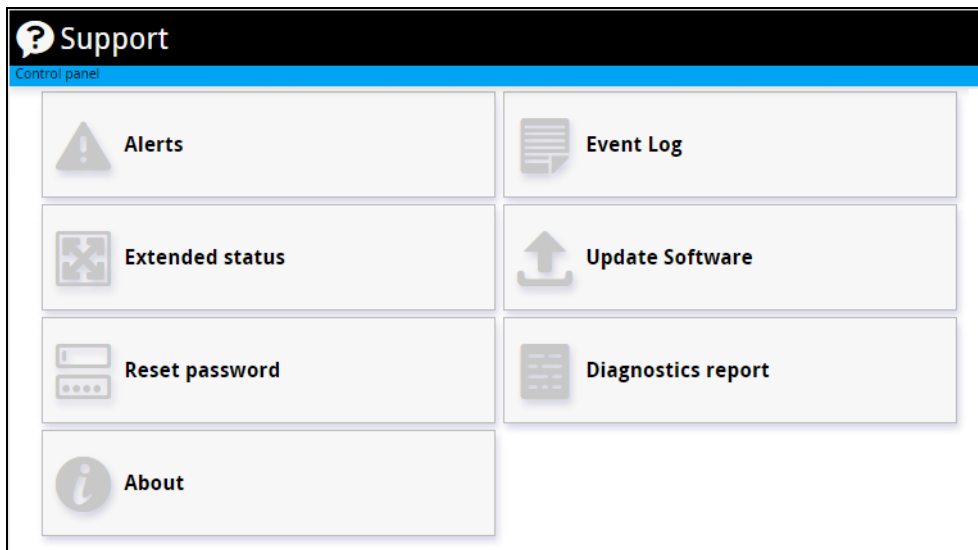 Support
Control panel
Alerts
Event Log
Extended status
Update Software
Reset password
Diagnostics report
About